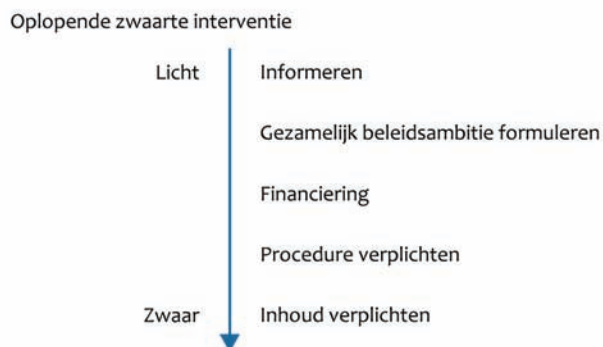 Oplopende zwaarte interventie
Licht Informeren
Gezamelijk beleidsambitie formuleren
Financiering
Procedure verplichten
Zwaar Inhoud verplichten